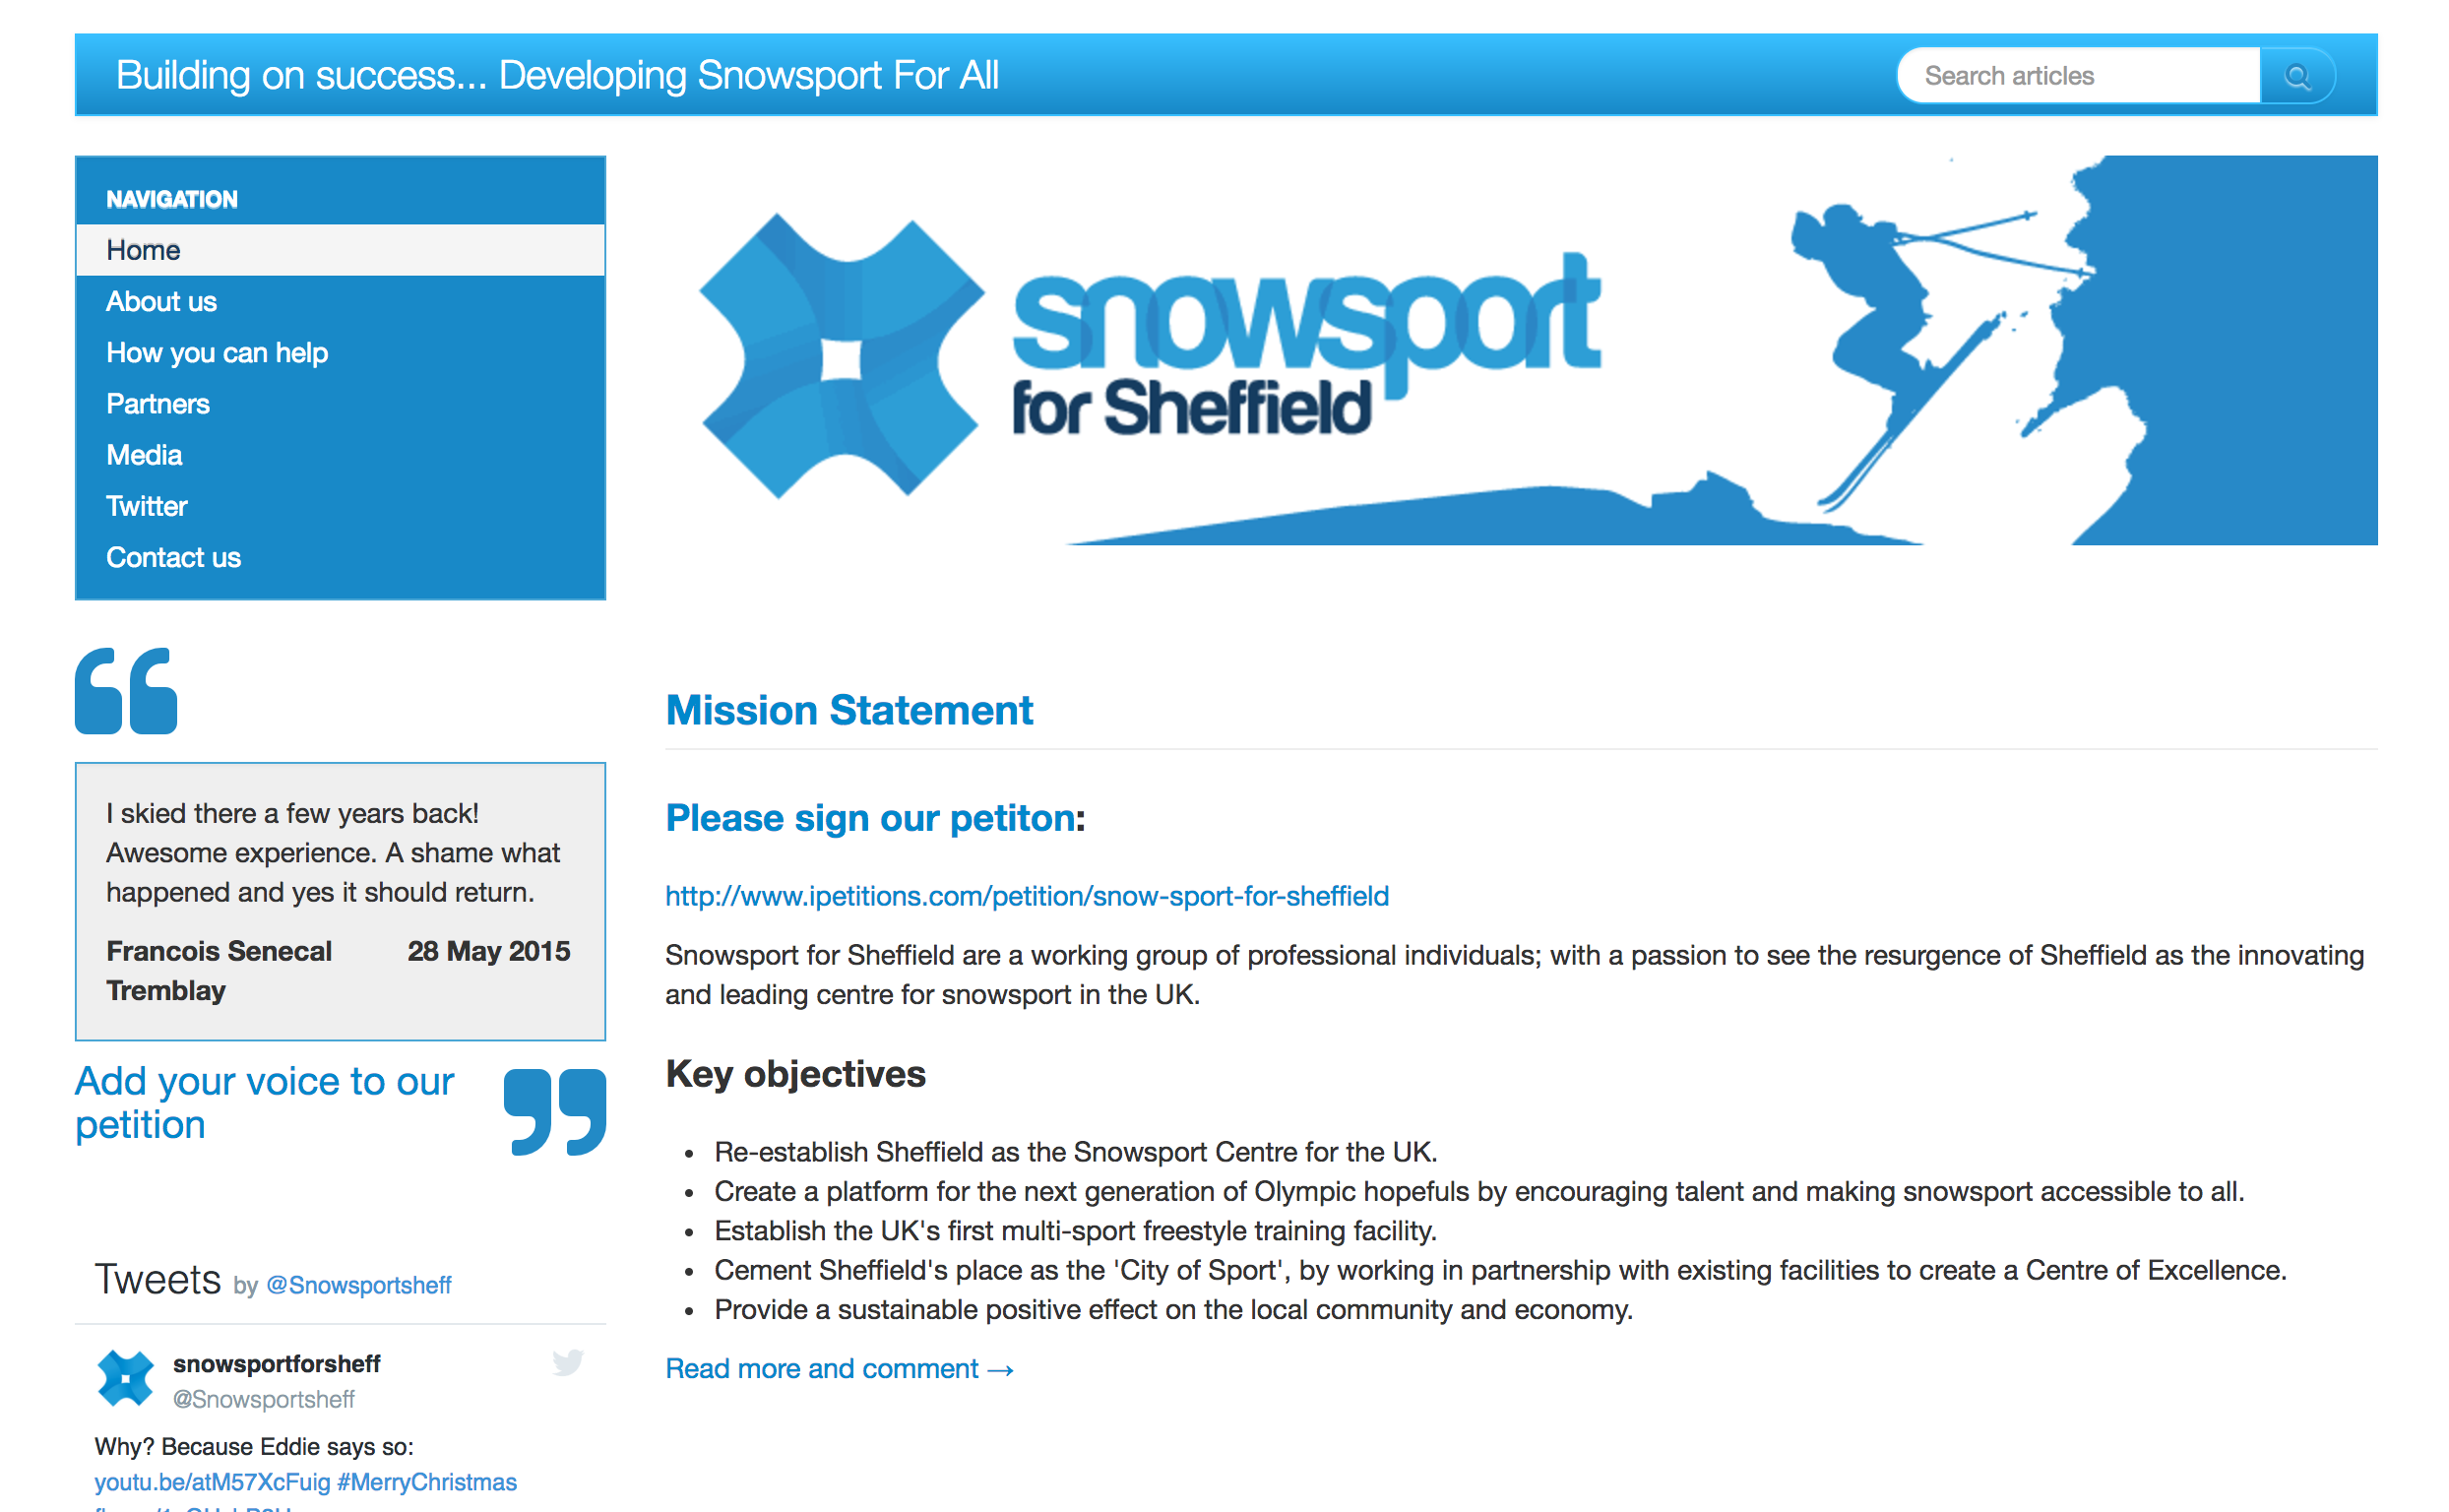 Building on success... Developing Snowsport For All
Search articles
NAVIGATION
Home
About us
How you can help
Partners
Media
Twitter
Contact us
snowsport
for Sheffield
I skied there a few years back!
Awesome experience. A shame what
happened and yes it should return.
Francois Senecal 28 May 2015
Tremblay
Add your voice to our
petition
Tweets by @Snowsportsheff
snowsportforsheff
@Snowsportsheff
Why? Because Eddie says so:
youtu.be/atM57XcFuig #MerryChristmas
Mission Statement
Please sign our petiton:
http://www.ipetitions.com/petition/snow-sport-for-sheffield
Snowsport for Sheffield are a working group of professional individuals; with a passion to see the resurgence of Sheffield as the innovating
and leading centre for snowsport in the UK.
Key objectives
• Re-establish Sheffield as the Snowsport Centre for the UK.
• Create a platform for the next generation of Olympic hopefuls by encouraging talent and making snowsport accessible to all.
• Establish the UK's first multi-sport freestyle training facility.
• Cement Sheffield's place as the 'City of Sport', by working in partnership with existing facilities to create a Centre of Excellence.
• Provide a sustainable positive effect on the local community and economy.
Read more and comment →